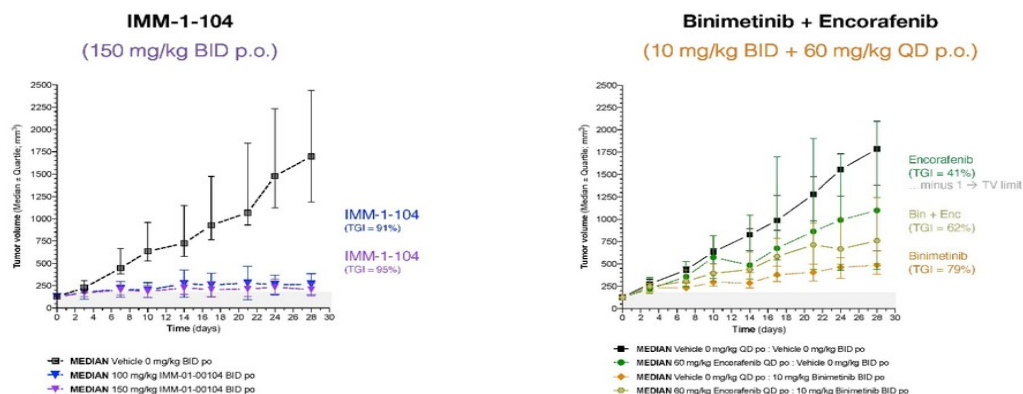 IMM-1-104
(150 mg/kg BID p.o.)
Tumor volume (Median ± Quartile; mm³)
2500
2250
2000
1750
1500
1250
1000
750
500
250
0
0 2 4 6 8 10 12 14 16 18 20 22 24 26 28 30
Time (days)
IMM-1-104
(TGI = 91%)
IMM-1-104
(TGI = 95%)
MEDIAN Vehicle 0 mg/kg BID po
MEDIAN 100 mg/kg IMM-01-00104 BID po
MEDIAN 150 mg/kg IMM-01-00104 BID po
Binimetinib + Encorafenib
(10 mg/kg BID + 60 mg/kg QD p.o.)
Tumor volume (Median ± Quartile; mm³)
2500
2250
2000
1750
1500
1250
1000
750
500
250
0
0 2 4 6 8 10 12 14 16 18 20 22 24 26 28 30
Time (days)
Encorafenib
(TGI = 41%)
...minus 1 → TV limit
Bin + Enc
(TGI = 62%)
Binimetinib
(TGI = 79%)
MEDIAN Vehicle 0 mg/kg QD po : Vehicle 0 mg/kg BID po
MEDIAN 60 mg/kg Encorafenib QD po : Vehicle 0 mg/kg BID po
MEDIAN Vehicle 0 mg/kg QD po : 10 mg/kg Binimetinib BID po
MEDIAN 60 mg/kg Encorafenib QD po : 10 mg/kg Binimetinib BID po